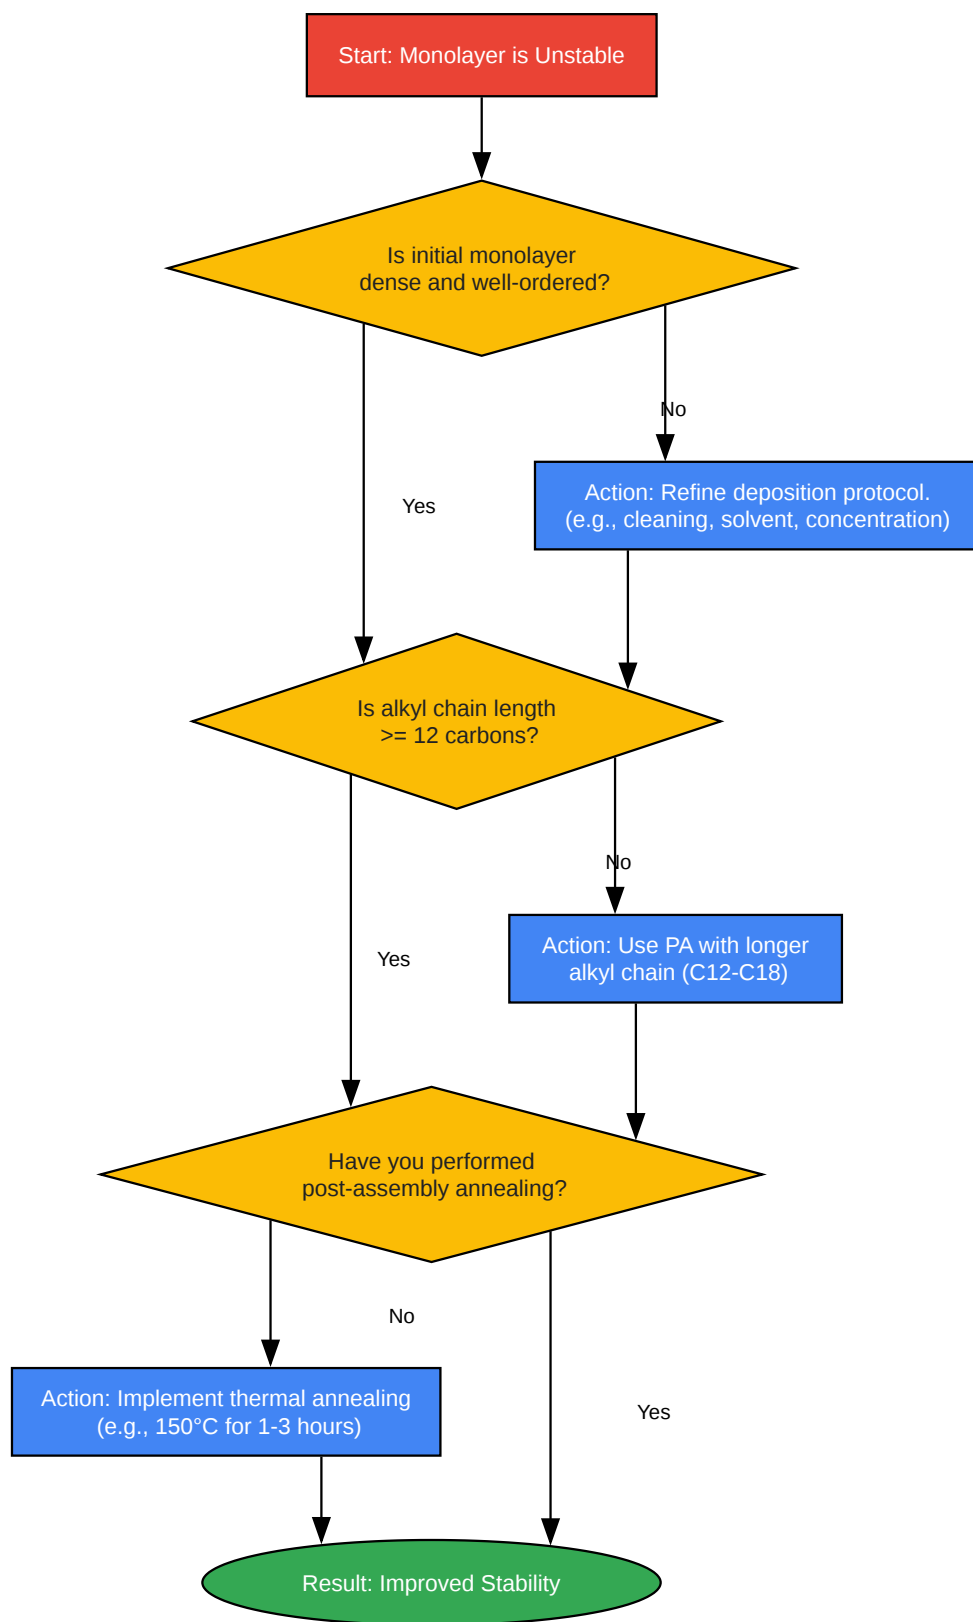 Start: Monolayer is Unstable
Is initial monolayer
dense and well-ordered?
No
Yes
Action: Refine deposition protocol.
(e.g., cleaning, solvent, concentration)
Is alkyl chain length
>= 12 carbons?
No
Yes
Action: Use PA with longer
alkyl chain (C12-C18)
Have you performed
post-assembly annealing?
No
Yes
Action: Implement thermal annealing
(e.g., 150°C for 1-3 hours)
Result: Improved Stability